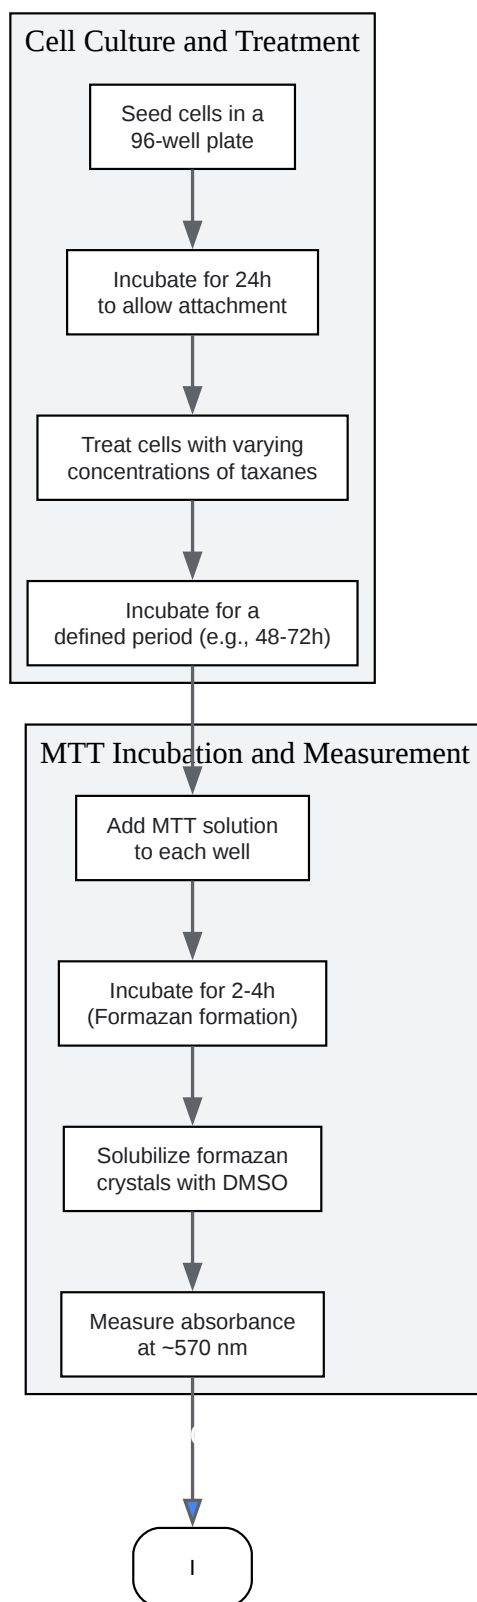 Cell Culture and Treatment
Seed cells in a
96-well plate
Incubate for 24h
to allow attachment
Treat cells with varying
concentrations of taxanes
Incubate for a
defined period (e.g., 48-72h)
MTT Incubation and Measurement
Add MTT solution
to each well
Incubate for 2-4h
(Formazan formation)
Solubilize formazan
crystals with DMSO
Measure absorbance
at ~570 nm
I